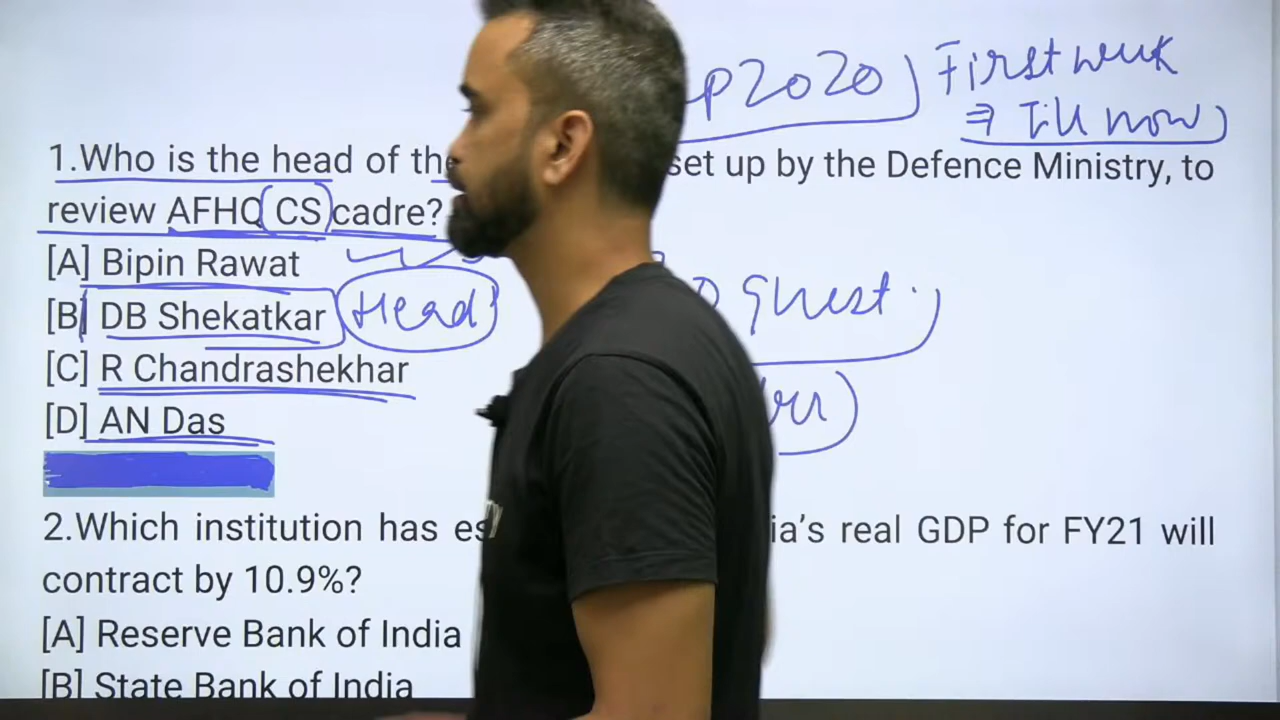 p2020) First week
⇒ Till now)
1.Who is the head of the set up by the Defence Ministry, to
review AFHQ (CS) cadre?
[A] Bipin Rawat
[B] DB Shekatkar Head
Quest.
[C] R Chandrashekhar
[D] AN Das
2.Which institution has es ia's real GDP for FY21 will
contract by 10.9%?
[A] Reserve Bank of India
[B] State Bank of India